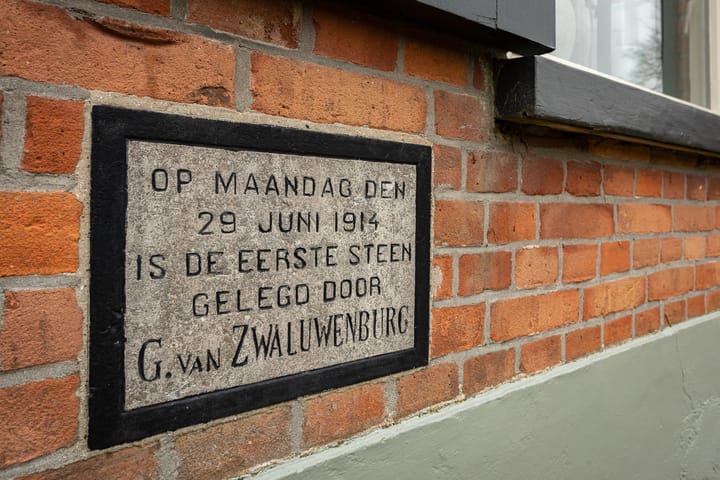 OP MAANDAG DEN
29 JUNI 1914
IS DE EERSTE STEEN
GELEGD DOOR
G. VAN ZWALUWENBURG